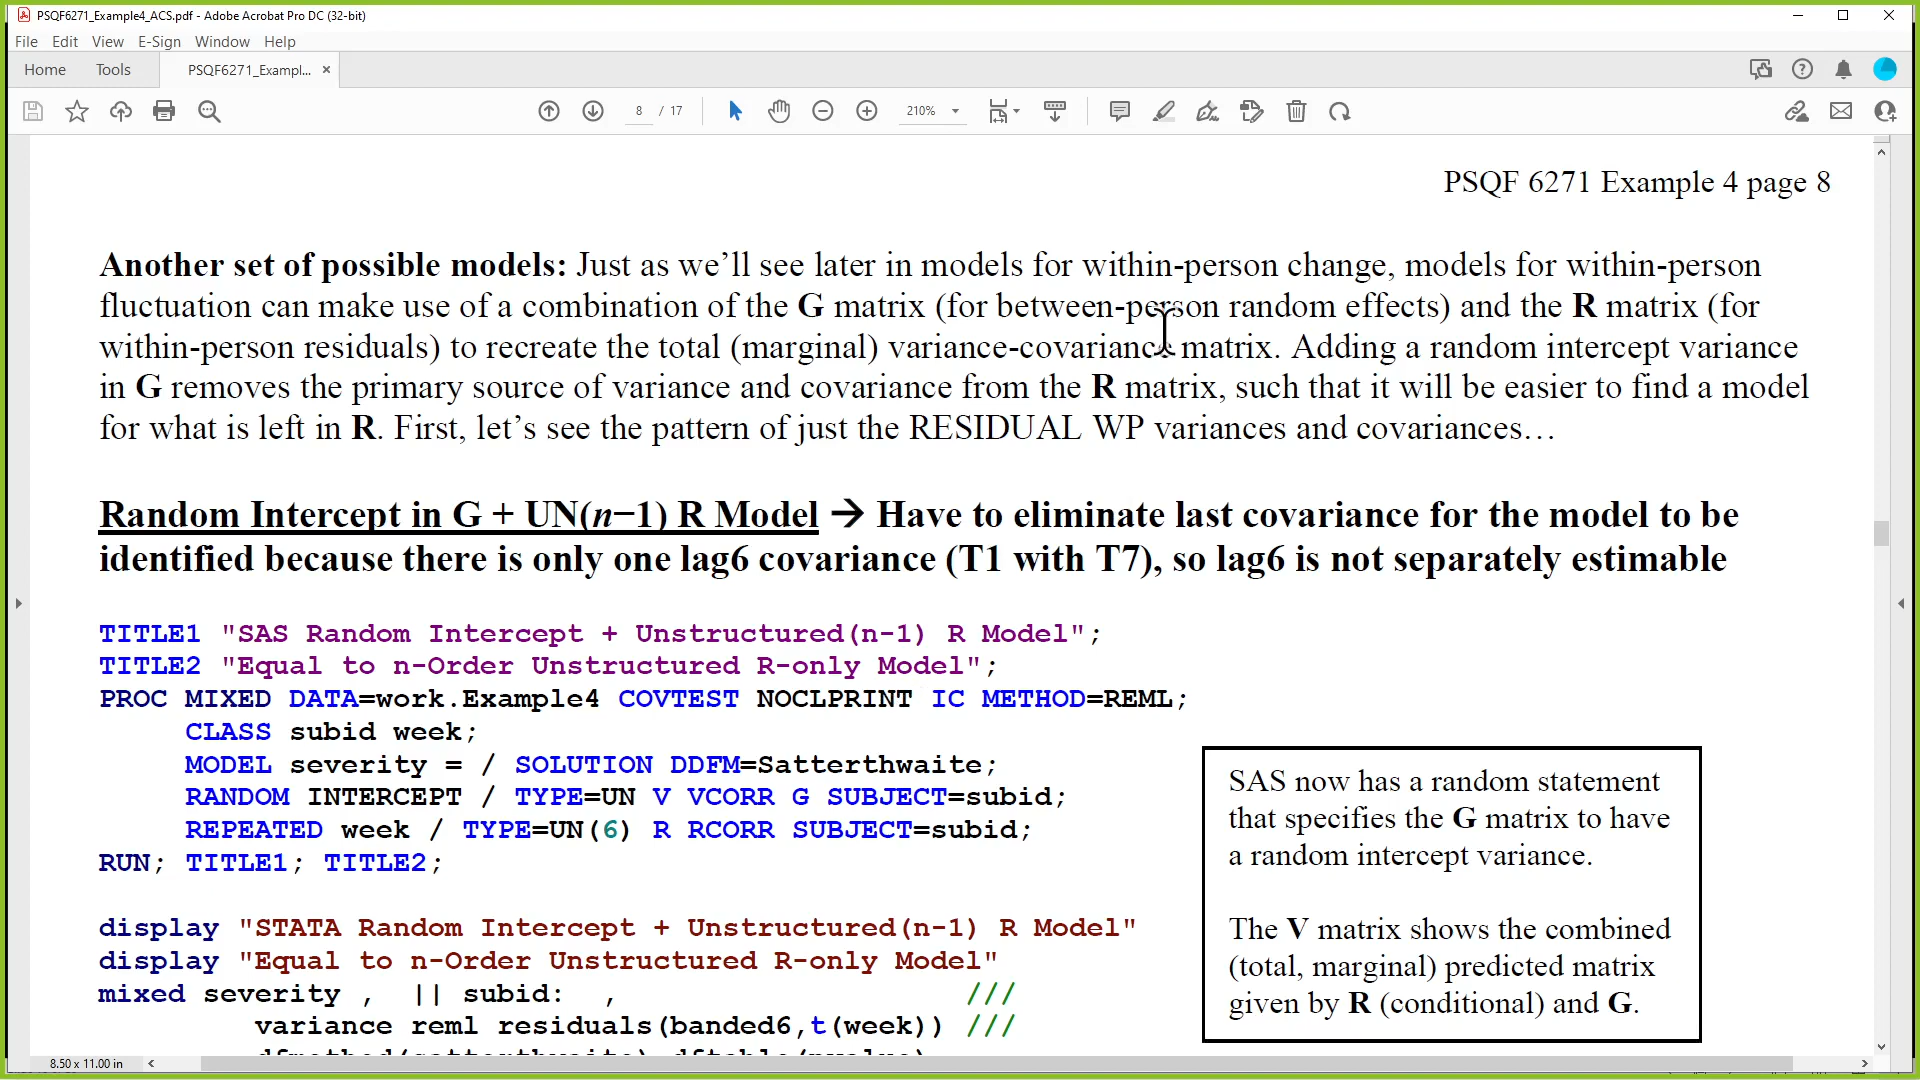 PSQF6271_Example4_ACS.pdf - Adobe Acrobat Pro DC (32-bit)
File Edit View E-Sign Window Help
Home Tools PSQF6271_Exampl... ×
8 / 17 210%
PSQF 6271 Example 4 page 8
Another set of possible models: Just as we’ll see later in models for within-person change, models for within-person
fluctuation can make use of a combination of the G matrix (for between-person random effects) and the R matrix (for
within-person residuals) to recreate the total (marginal) variance-covariance matrix. Adding a random intercept variance
in G removes the primary source of variance and covariance from the R matrix, such that it will be easier to find a model
for what is left in R. First, let’s see the pattern of just the RESIDUAL WP variances and covariances…
Random Intercept in G + UN(n−1) R Model → Have to eliminate last covariance for the model to be
identified because there is only one lag6 covariance (T1 with T7), so lag6 is not separately estimable
TITLE1 "SAS Random Intercept + Unstructured(n-1) R Model";
TITLE2 "Equal to n-Order Unstructured R-only Model";
PROC MIXED DATA=work.Example4 COVTEST NOCLPRINT IC METHOD=REML;
CLASS subid week;
MODEL severity = / SOLUTION DDFM=Satterthwaite;
RANDOM INTERCEPT / TYPE=UN V VCORR G SUBJECT=subid;
REPEATED week / TYPE=UN(6) R RCORR SUBJECT=subid;
RUN; TITLE1; TITLE2;
SAS now has a random statement
that specifies the G matrix to have
a random intercept variance.
The V matrix shows the combined
(total, marginal) predicted matrix
given by R (conditional) and G.
display "STATA Random Intercept + Unstructured(n-1) R Model"
display "Equal to n-Order Unstructured R-only Model"
mixed severity , || subid: , ///
variance reml residuals(banded6,t(week)) ///
8.50 x 11.00 in